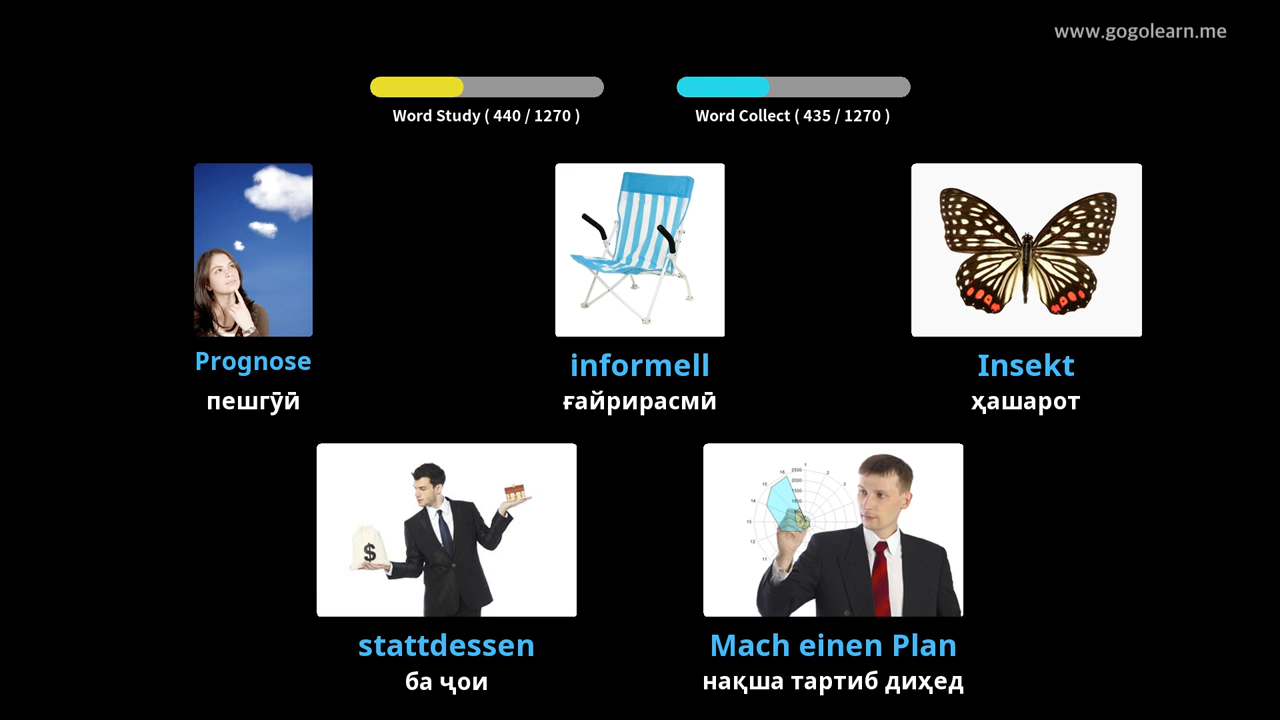 www.gogolearn.me
Word Study ( 440 / 1270 )
Word Collect ( 435 / 1270 )
Prognose
пешгӯӣ
informell
ғайрирасмӣ
Insekt
ҳашарот
stattdessen
ба ҷои
$
Mach einen Plan
нақша тартиб диҳед